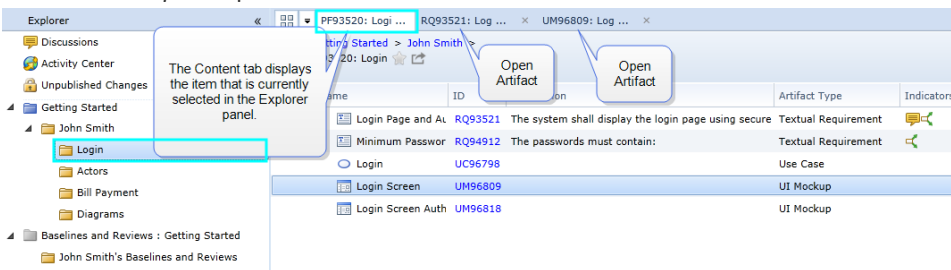 Explorer «
PF93520: Logi ... RQ93521: Log ... × UM96809: Log ... ×
Discussions
Activity Center
Unpublished Changes
Getting Started
John Smith
Login
Actors
Bill Payment
Diagrams
Baselines and Reviews : Getting Started
John Smith's Baselines and Reviews
The Content tab displays
the item that is currently
selected in the Explorer
panel.
Open
Artifact
Open
Artifact
Started > John Smith >
20: Login
ID Artifact Type Indicators
Login Page and Au RQ93521 The system shall display the login page using secure Textual Requirement
Minimum Passwor RQ94912 The passwords must contain: Textual Requirement
Login UC96798 Use Case
Login Screen UM96809 UI Mockup
Login Screen Auth UM96818 UI Mockup